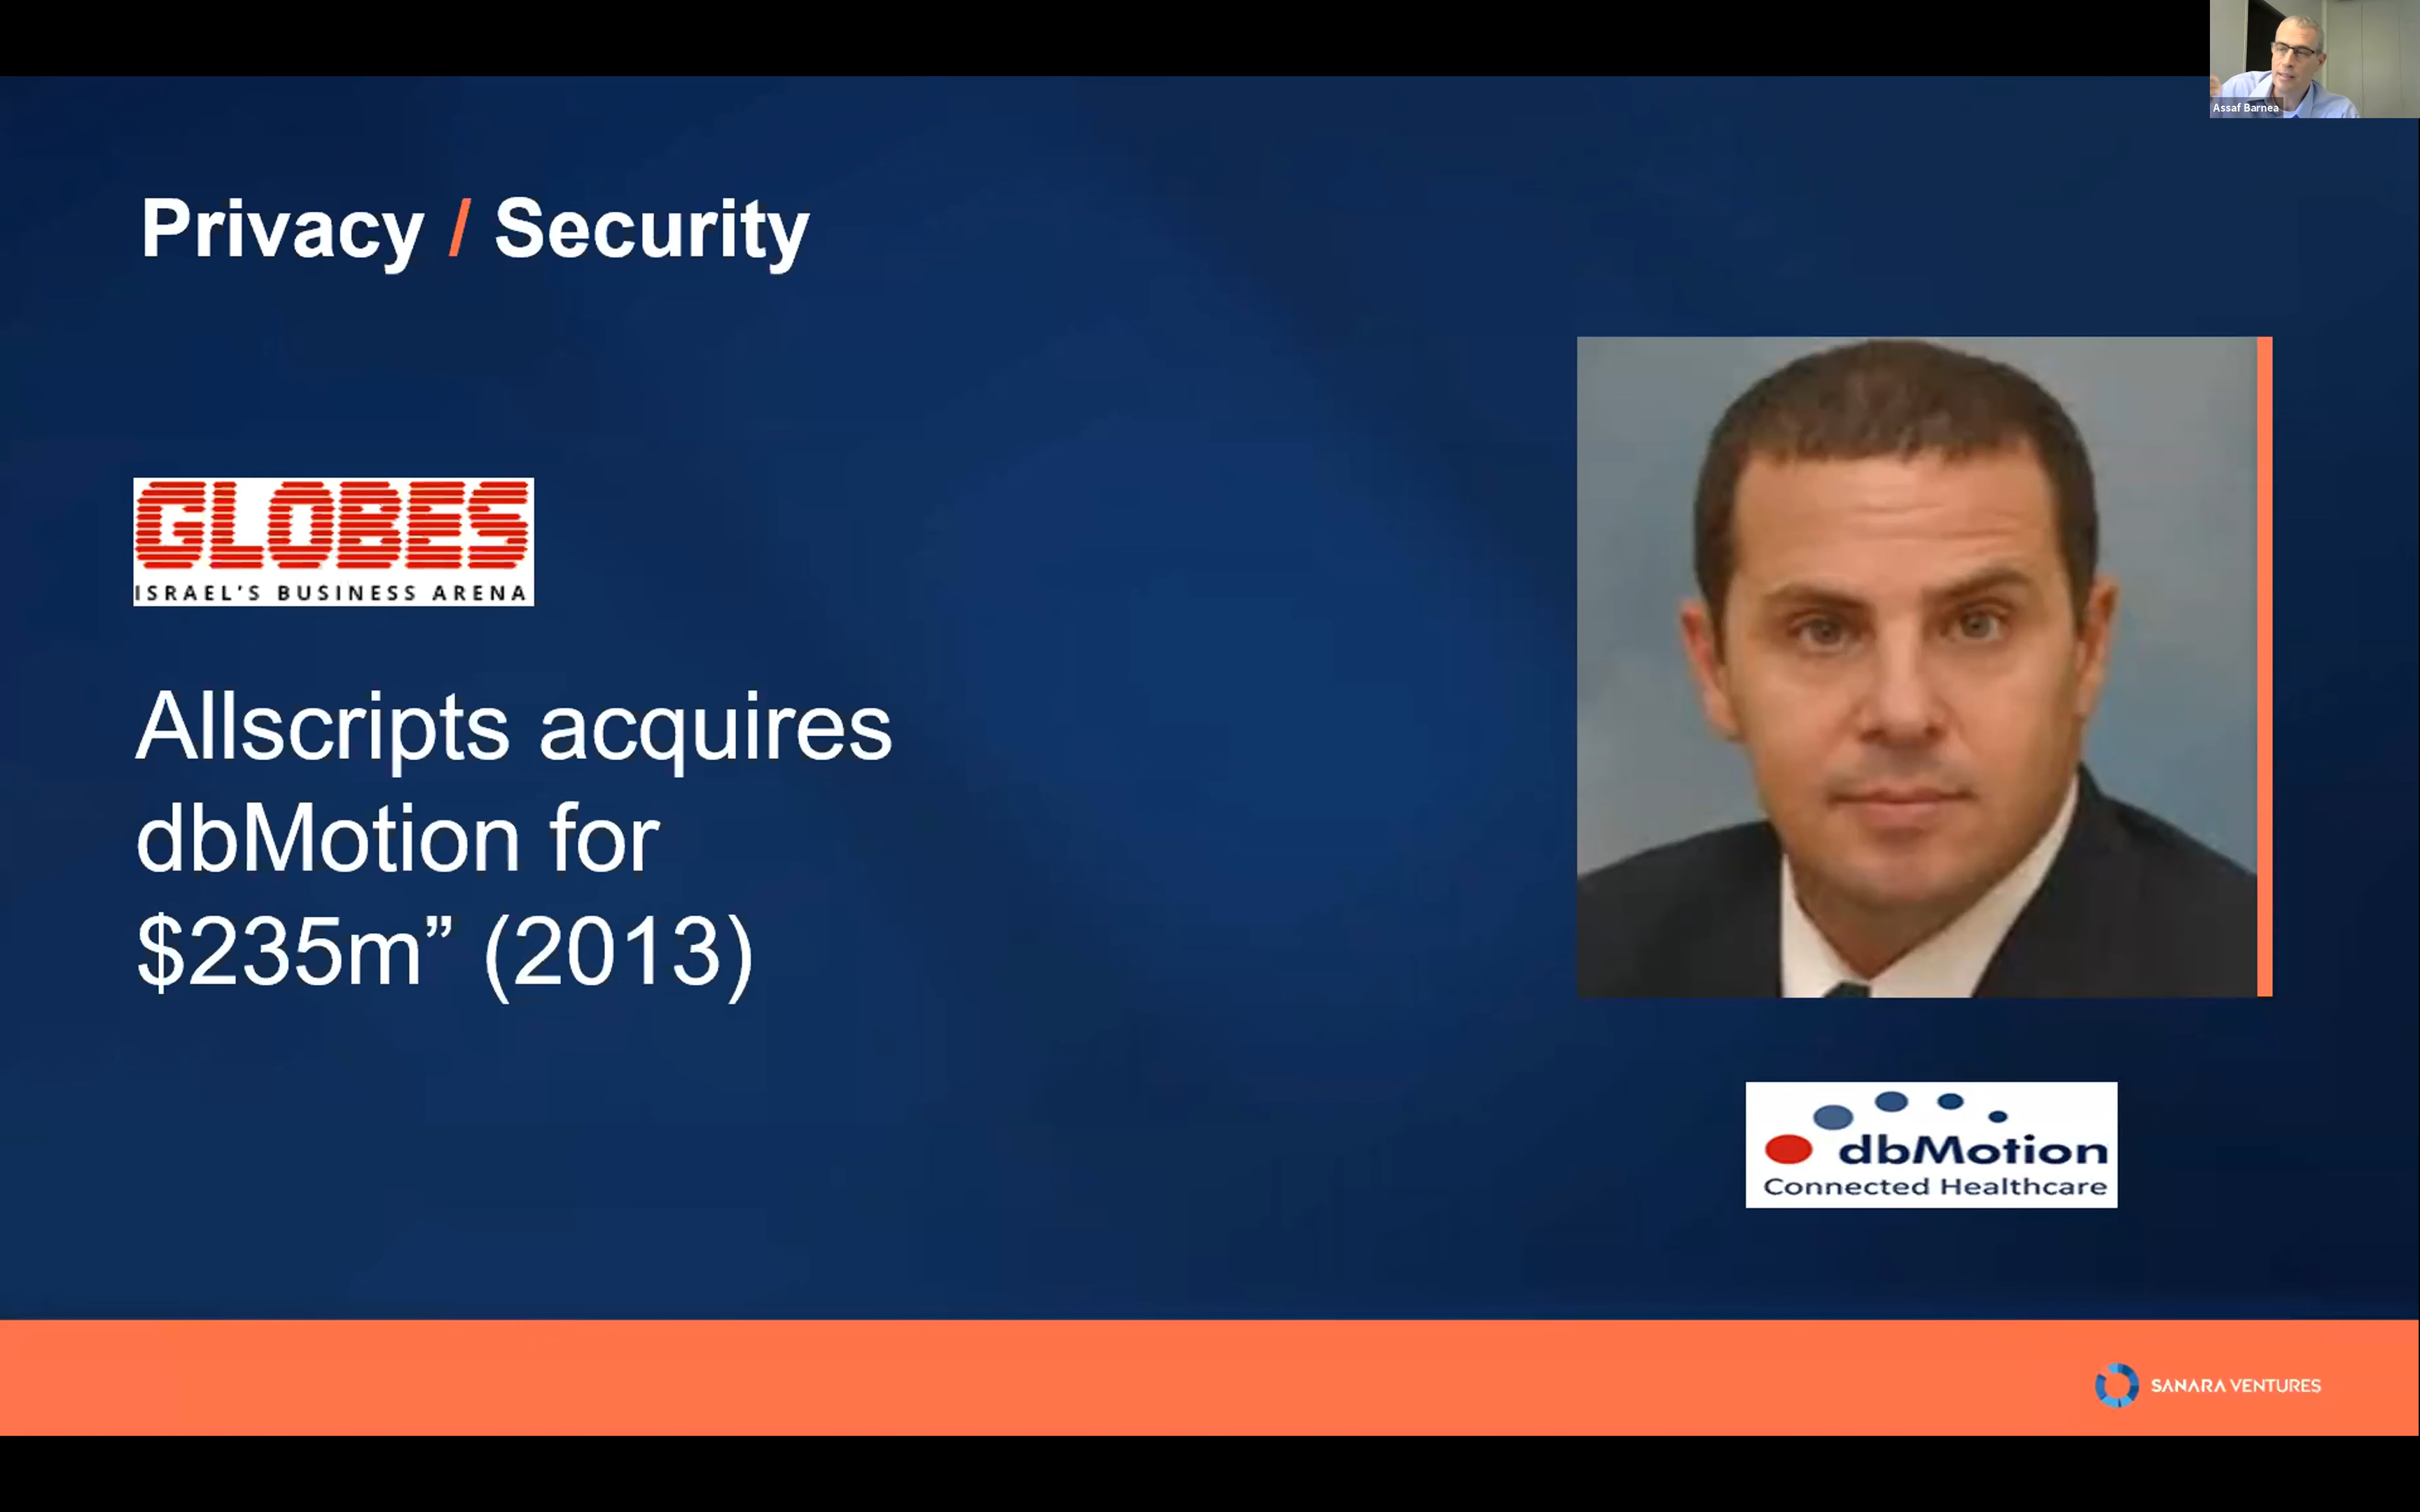 Assaf Barnea
Privacy / Security
GLOBES
ISRAEL'S BUSINESS ARENA
Allscripts acquires
dbMotion for
$235m” (2013)
dbMotion
Connected Healthcare
SANARA VENTURES